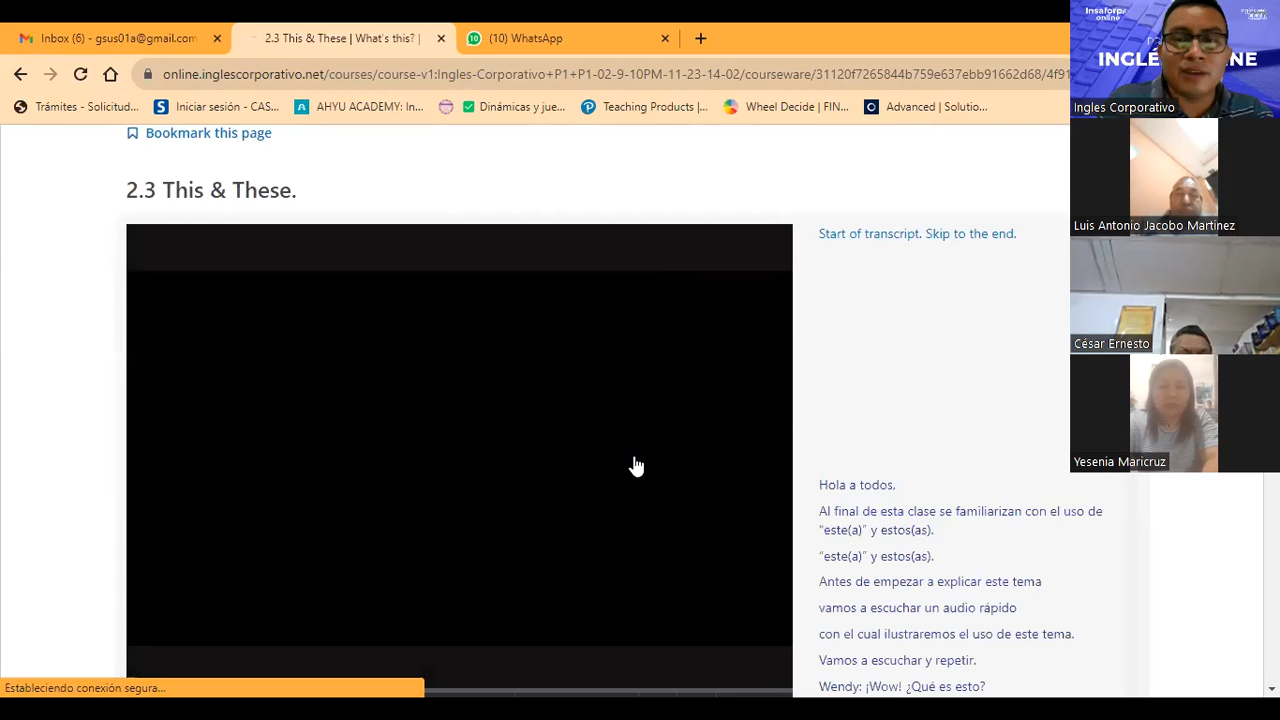 Inbox (6) - gsus01a@gmail.com
2.3 This & These | What's this? |
(10) WhatsApp
online.inglescorporativo.net/courses/course-v1:Ingles-Corporativo+P1+P1-02-9-10PM-11-23-14-02/courseware/31120f7265844b759e637ebb91662d68/4f91
Trámites - Solicitud...
Iniciar sesión - CAS...
AHYU ACADEMY: In...
Dinámicas y jue...
Teaching Products |...
Wheel Decide | FIN...
Advanced | Solutio...
Insaforp
online
INGLÉ
NE
Ingles Corporativo
Luis Antonio Jacobo Martinez
César Ernesto
Yesenia Maricruz
Bookmark this page
2.3 This & These.
Start of transcript. Skip to the end.
Hola a todos,
Al final de esta clase se familiarizan con el uso de
“este(a)” y estos(as).
“este(a)” y estos(as).
Antes de empezar a explicar este tema
vamos a escuchar un audio rápido
con el cual ilustraremos el uso de este tema.
Vamos a escuchar y repetir.
Wendy: ¡Wow! ¿Qué es esto?
Estableciendo conexión segura...